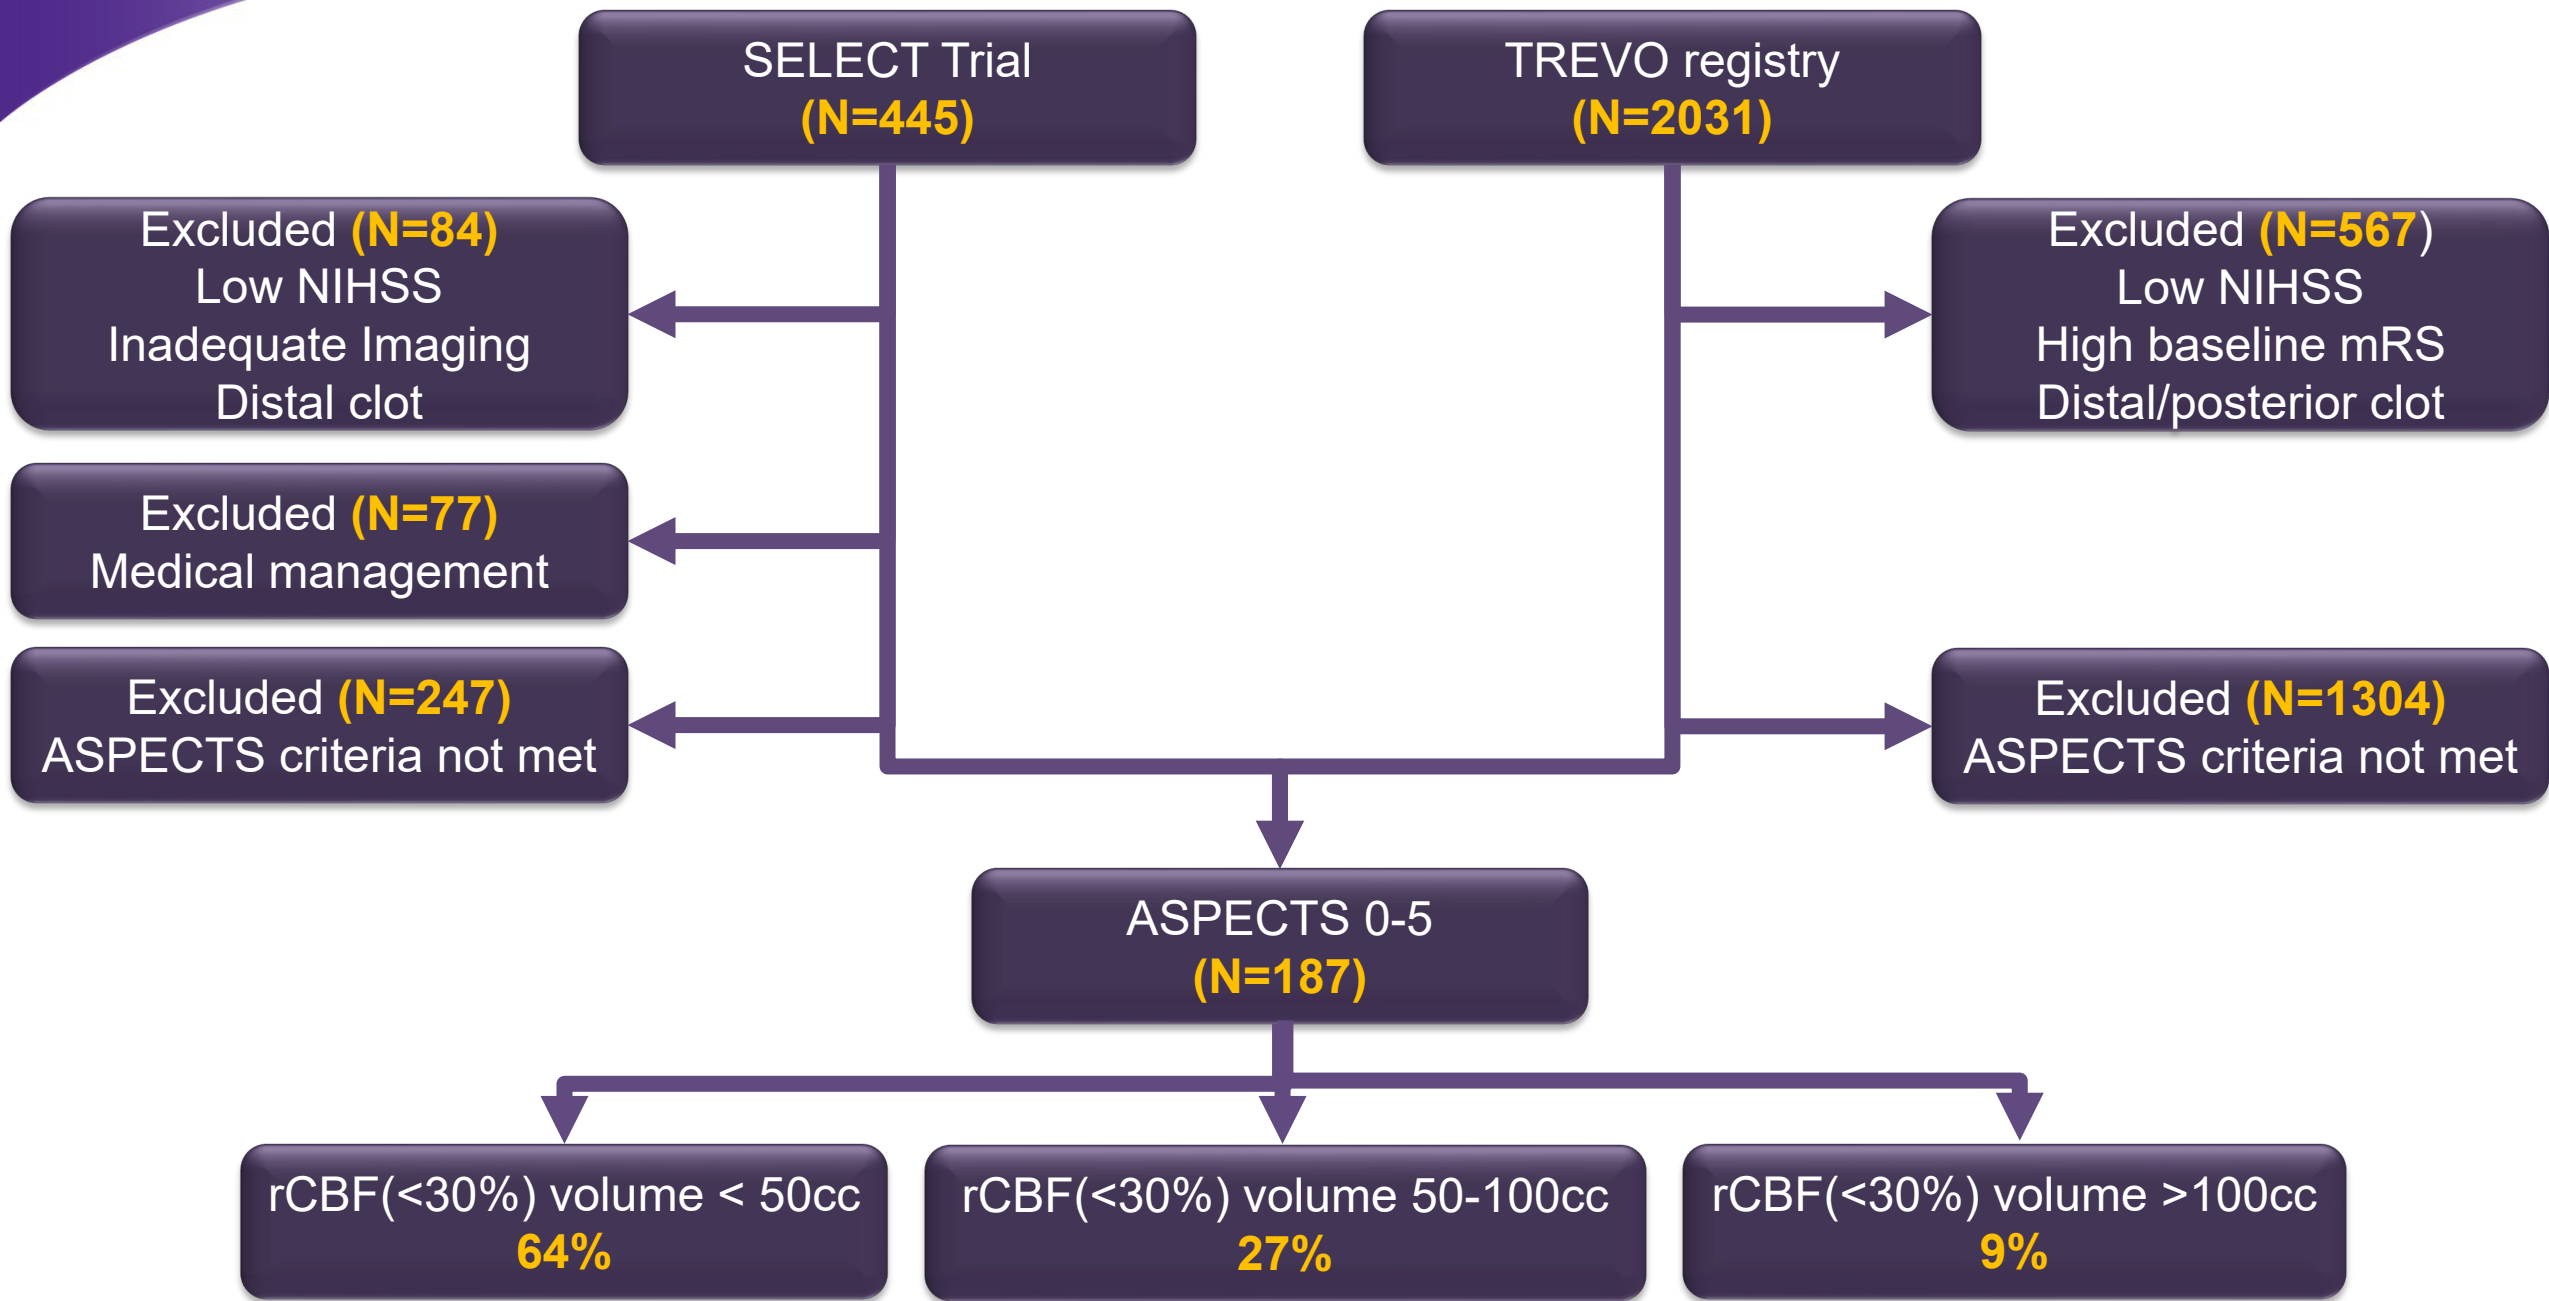 SELECT Trial
(N=445)
TREVO registry
(N=2031)
Excluded (N=84)
Low NIHSS
Inadequate Imaging
Distal clot
Excluded (N=567)
Low NIHSS
High baseline mRS
Distal/posterior clot
Excluded (N=77)
Medical management
Excluded (N=247)
ASPECTS criteria not met
Excluded (N=1304)
ASPECTS criteria not met
ASPECTS 0-5
(N=187)
rCBF(<30%) volume < 50cc
64%
rCBF(<30%) volume 50-100cc
27%
rCBF(<30%) volume >100cc
9%